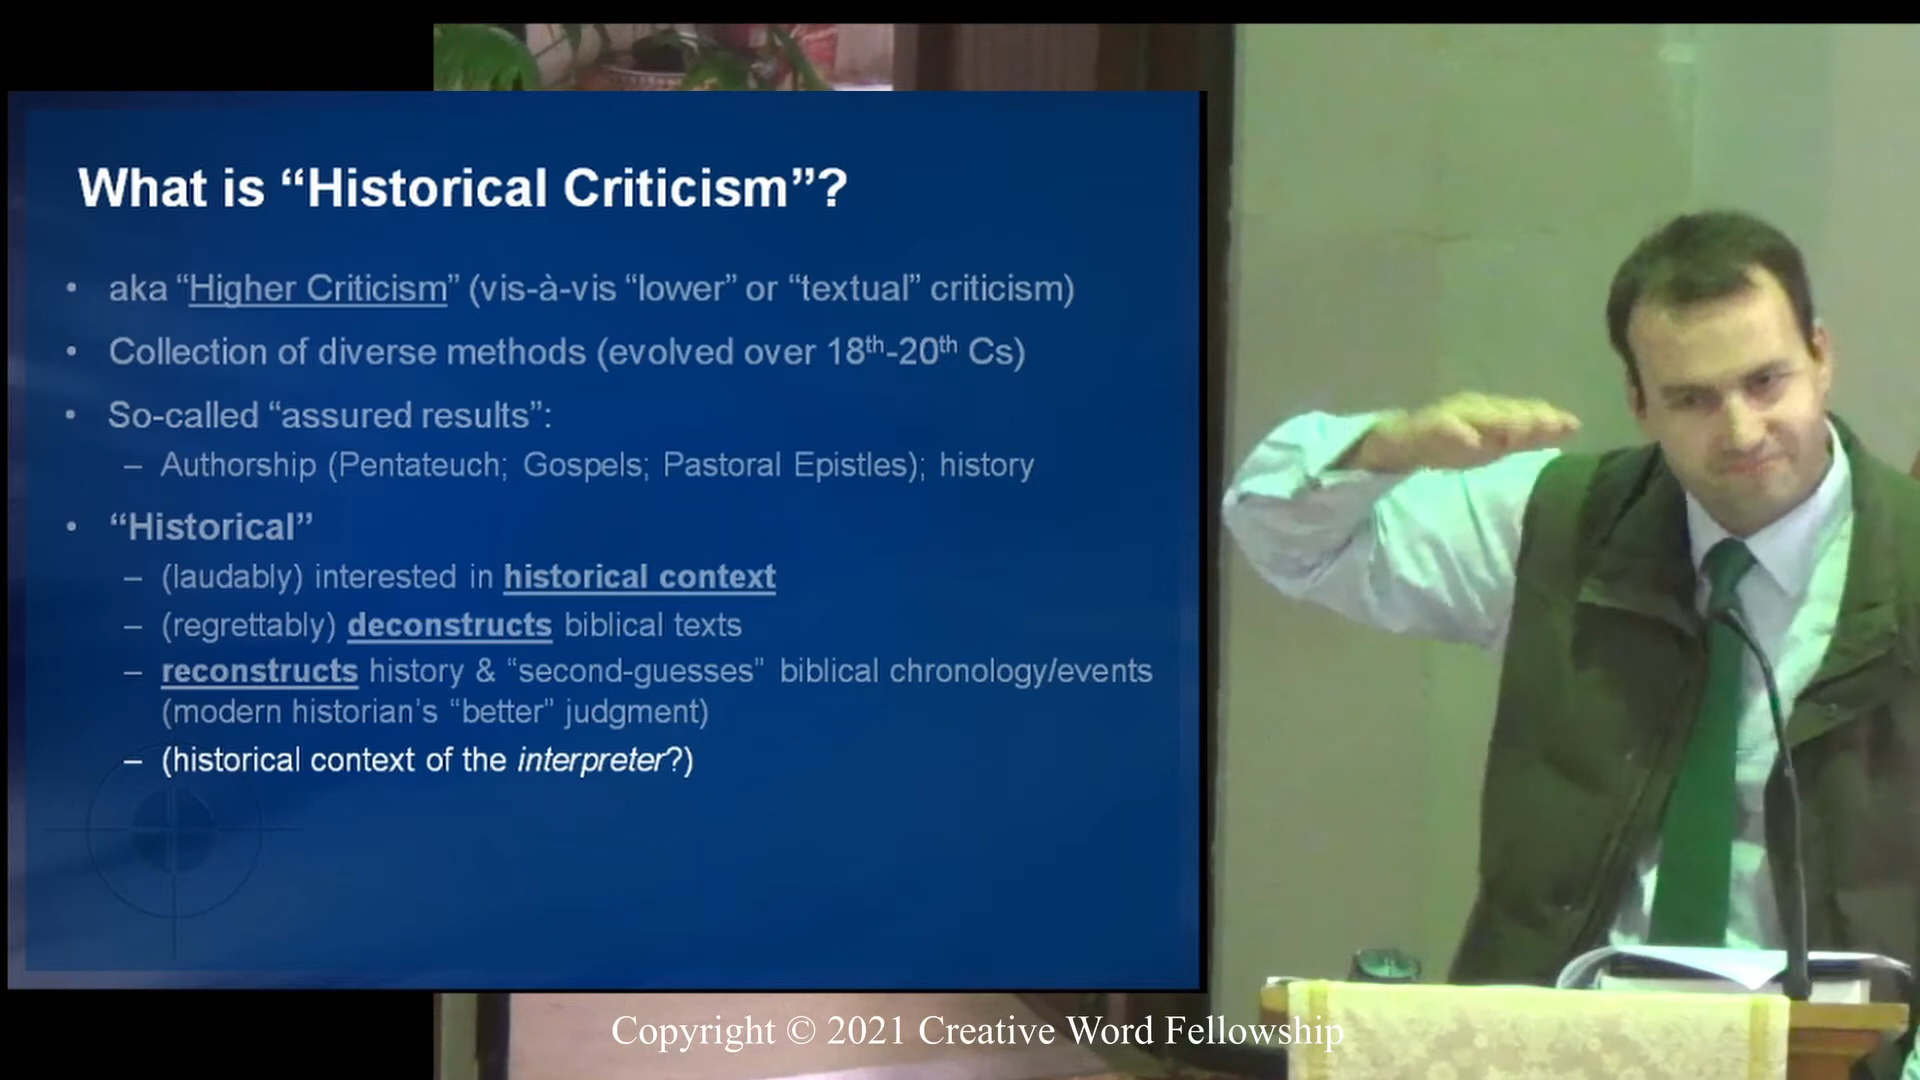 What is “Historical Criticism”?
• aka “Higher Criticism” (vis-à-vis “lower” or “textual” criticism)
• Collection of diverse methods (evolved over 18th-20th Cs)
• So-called “assured results”:
– Authorship (Pentateuch; Gospels; Pastoral Epistles); history
• “Historical”
– (laudably) interested in historical context
– (regrettably) deconstructs biblical texts
– reconstructs history & “second-guesses” biblical chronology/events
(modern historian’s “better” judgment)
– (historical context of the interpreter?)
Copyright © 2021 Creative Word Fellowship